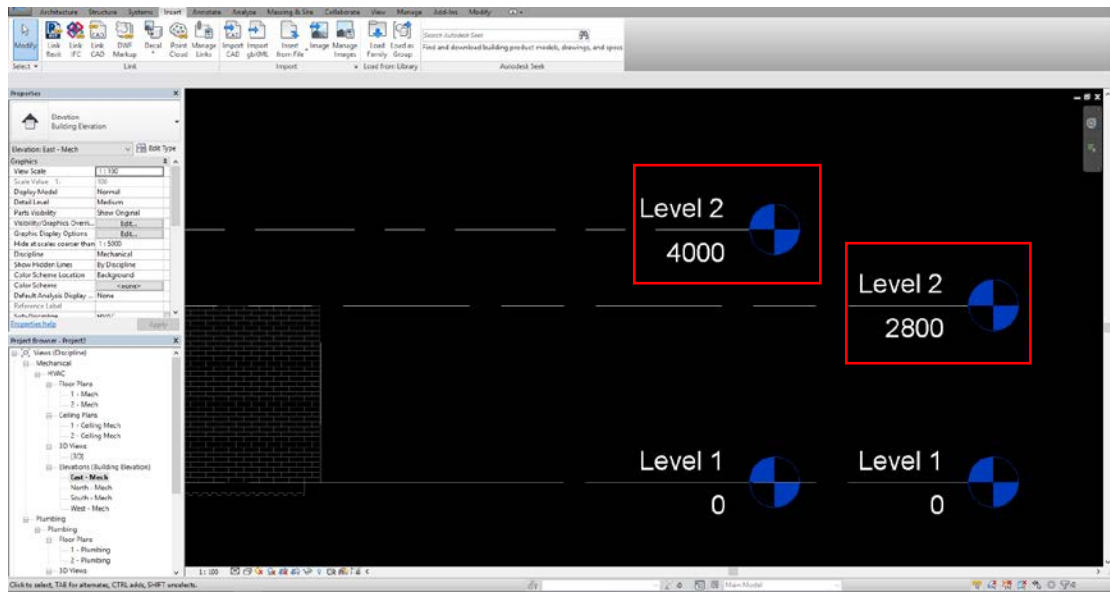 Architecture Structure Systems Insert Annotate Analyze Massing & Site Collaborate View Manage Add-Ins Modify
Modify
Link Revit
Link IFC
Link CAD
DWF Markup
Decal
Point Cloud
Manage Links
Import CAD
Import gbXML
Insert from File
Image
Manage Images
Load Family
Load as Group
Search Autodesk Seek
Find and download building product models, drawings, and specs
Select
Link
Import
Load from Library
Autodesk Seek
Properties X
Elevation
Building Elevation
Elevation: East - Mech Edit Type
Graphics
View Scale 1 : 100
Scale Value 1: 100
Display Model Normal
Detail Level Medium
Parts Visibility Show Original
Visibility/Graphics Overri... Edit...
Graphic Display Options Edit...
Hide at scales coarser than 1 : 5000
Discipline Mechanical
Show Hidden Lines By Discipline
Color Scheme Location Background
Color Scheme <none>
Default Analysis Display ... None
Reference Label
Sub-Discipline HVAC
Properties help Apply
Project Browser - Project2 X
Views (Discipline)
Mechanical
HVAC
Floor Plans
1 - Mech
2 - Mech
Ceiling Plans
1 - Ceiling Mech
2 - Ceiling Mech
3D Views
{3D}
Elevations (Building Elevation)
East - Mech
North - Mech
South - Mech
West - Mech
Plumbing
Plumbing
Floor Plans
1 - Plumbing
2 - Plumbing
3D Views
Level 2
4000
Level 2
2800
Level 1
0
Level 1
0
1 : 100
Click to select, TAB for alternates, CTRL adds, SHIFT unselects.
:0
Main Model
:0